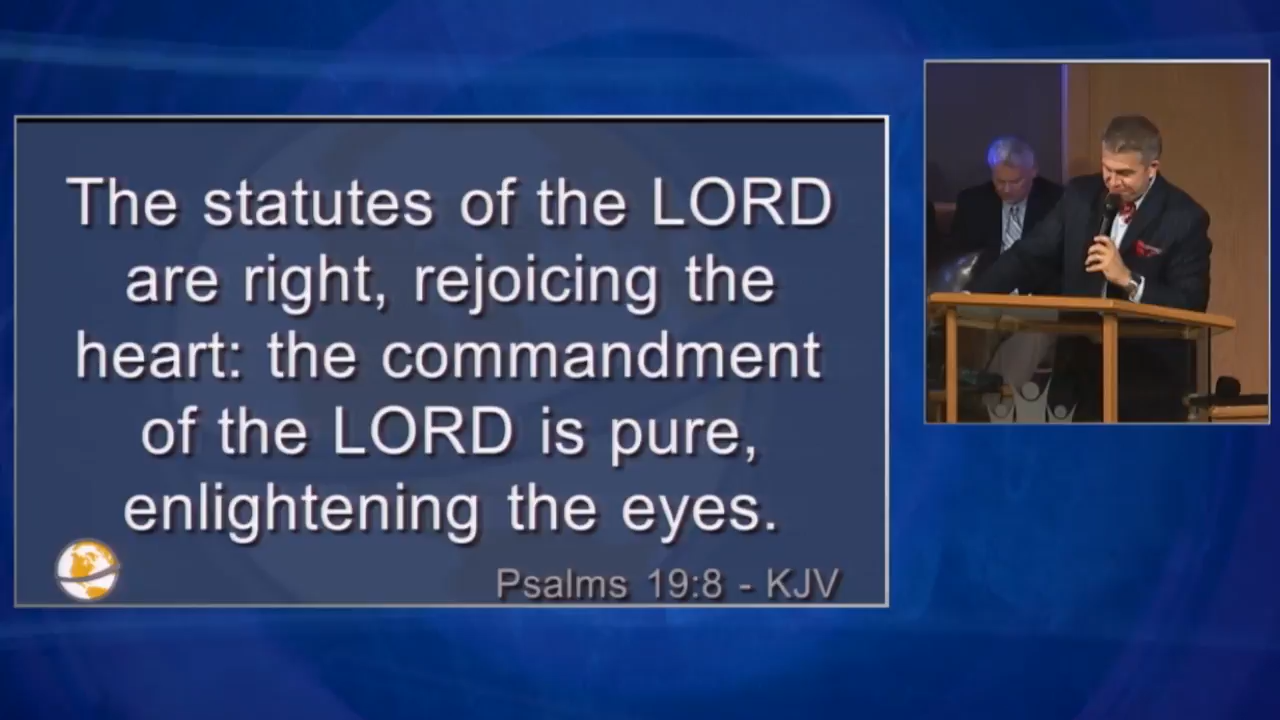 The statutes of the LORD
are right, rejoicing the
heart: the commandment
of the LORD is pure,
enlightening the eyes.
Psalms 19:8 - KJV